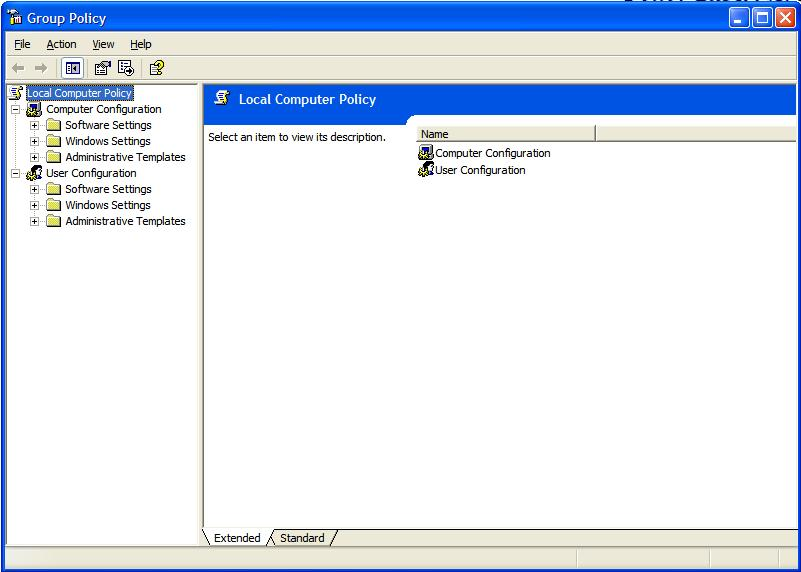 Group Policy
File Action View Help
Local Computer Policy
Computer Configuration
Software Settings
Windows Settings
Administrative Templates
User Configuration
Software Settings
Windows Settings
Administrative Templates
Local Computer Policy
Select an item to view its description.
Name
Computer Configuration
User Configuration
Extended Standard